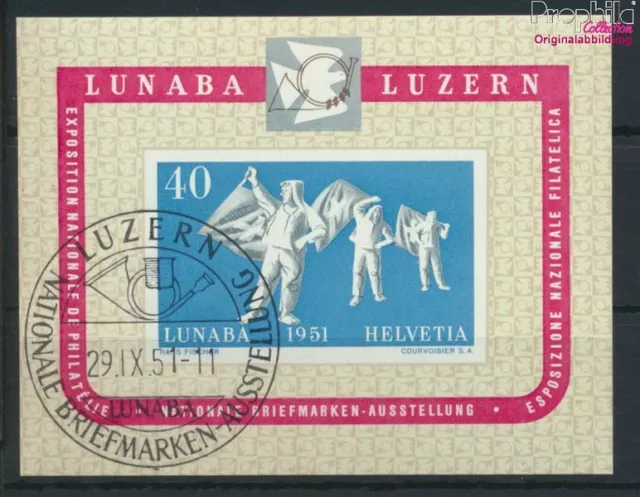 Prophila
Collection
Originalabbildung
LUNABA LUZERN
EXPOSITION NATIONALE DE PHILATELIE • NATIONALE BRIEFMARKEN-AUSSTELLUNG • ESPOSIZIONE NAZIONALE FILATELICA
40
LUNABA 1951 HELVETIA
HANS FISCHER COURVOISIER S.A.
LUZERN
29.IX.51-11
LUNABA
NATIONALE BRIEFMARKEN-AUSSTELLUNG